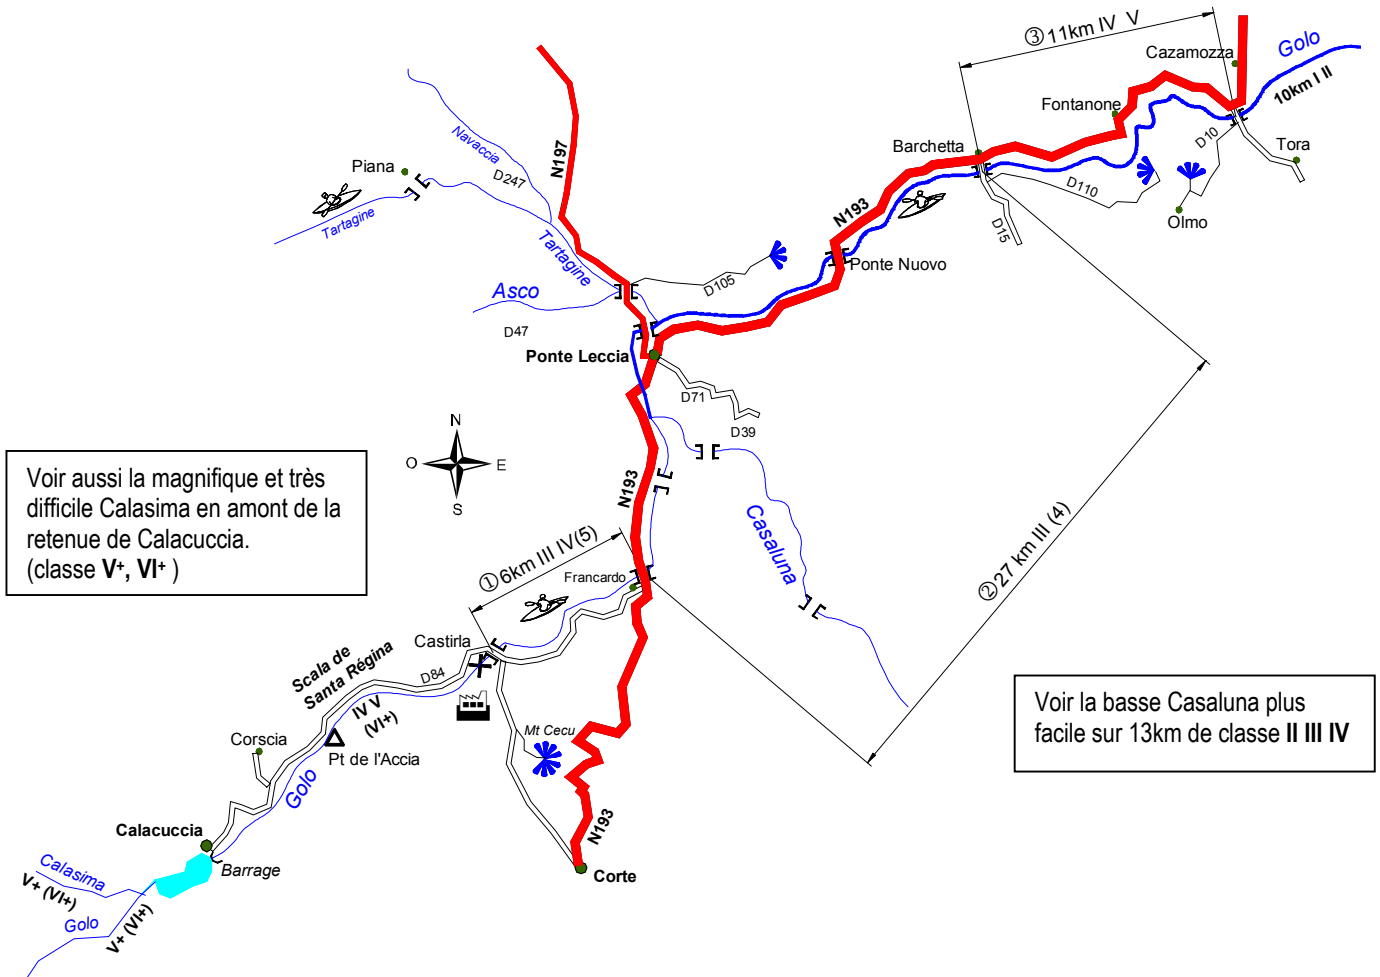 ③11km IV V
Cazamozza
Golo
10km I II
Fontanone
Barchetta
D10
Tora
Navaccia
N197
Piana
D247
D110
Olmo
Tartagine
Tartagine
N193
D15
Ponte Nuovo
D105
Asco
D47
Ponte Leccia
D71
D39
N
O
E
S
Voir aussi la magnifique et très
difficile Calasima en amont de la
retenue de Calacuccia.
(classe V+, VI+ )
N193
Casaluna
②27 km III (4)
①6km III IV(5)
Francardo
Castirla
Scala de
Santa Régina
D84
IV V
(VI+)
Voir la basse Casaluna plus
facile sur 13km de classe II III IV
Mt Cecu
Corscia
Pt de l'Accia
Golo
Calacuccia
N193
Barrage
Corte
Calasima
V+ (VI+)
Golo
V+ (VI+)